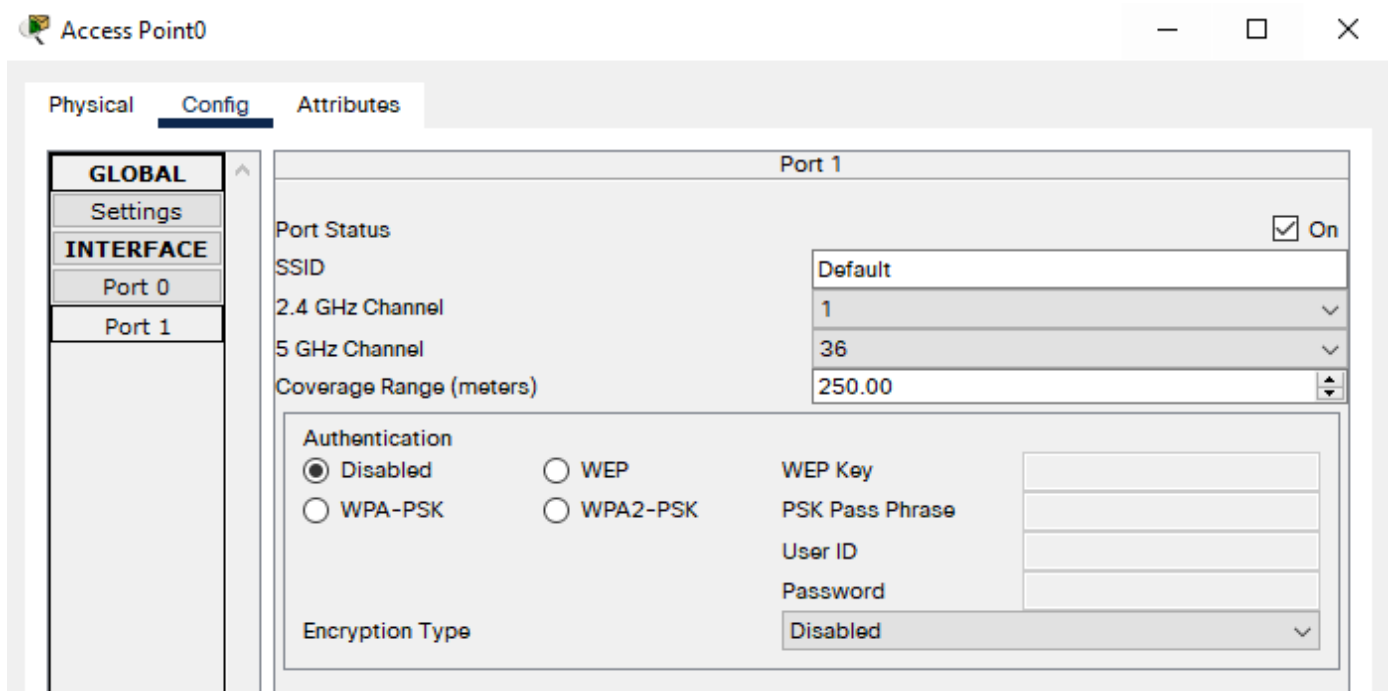 Access Point0
Physical Config Attributes
GLOBAL
Settings
INTERFACE
Port 0
Port 1
Port 1
Port Status On
SSID Default
2.4 GHz Channel 1
5 GHz Channel 36
Coverage Range (meters) 250.00
Authentication
Disabled WEP WEP Key
WPA-PSK WPA2-PSK PSK Pass Phrase
User ID
Password
Encryption Type Disabled